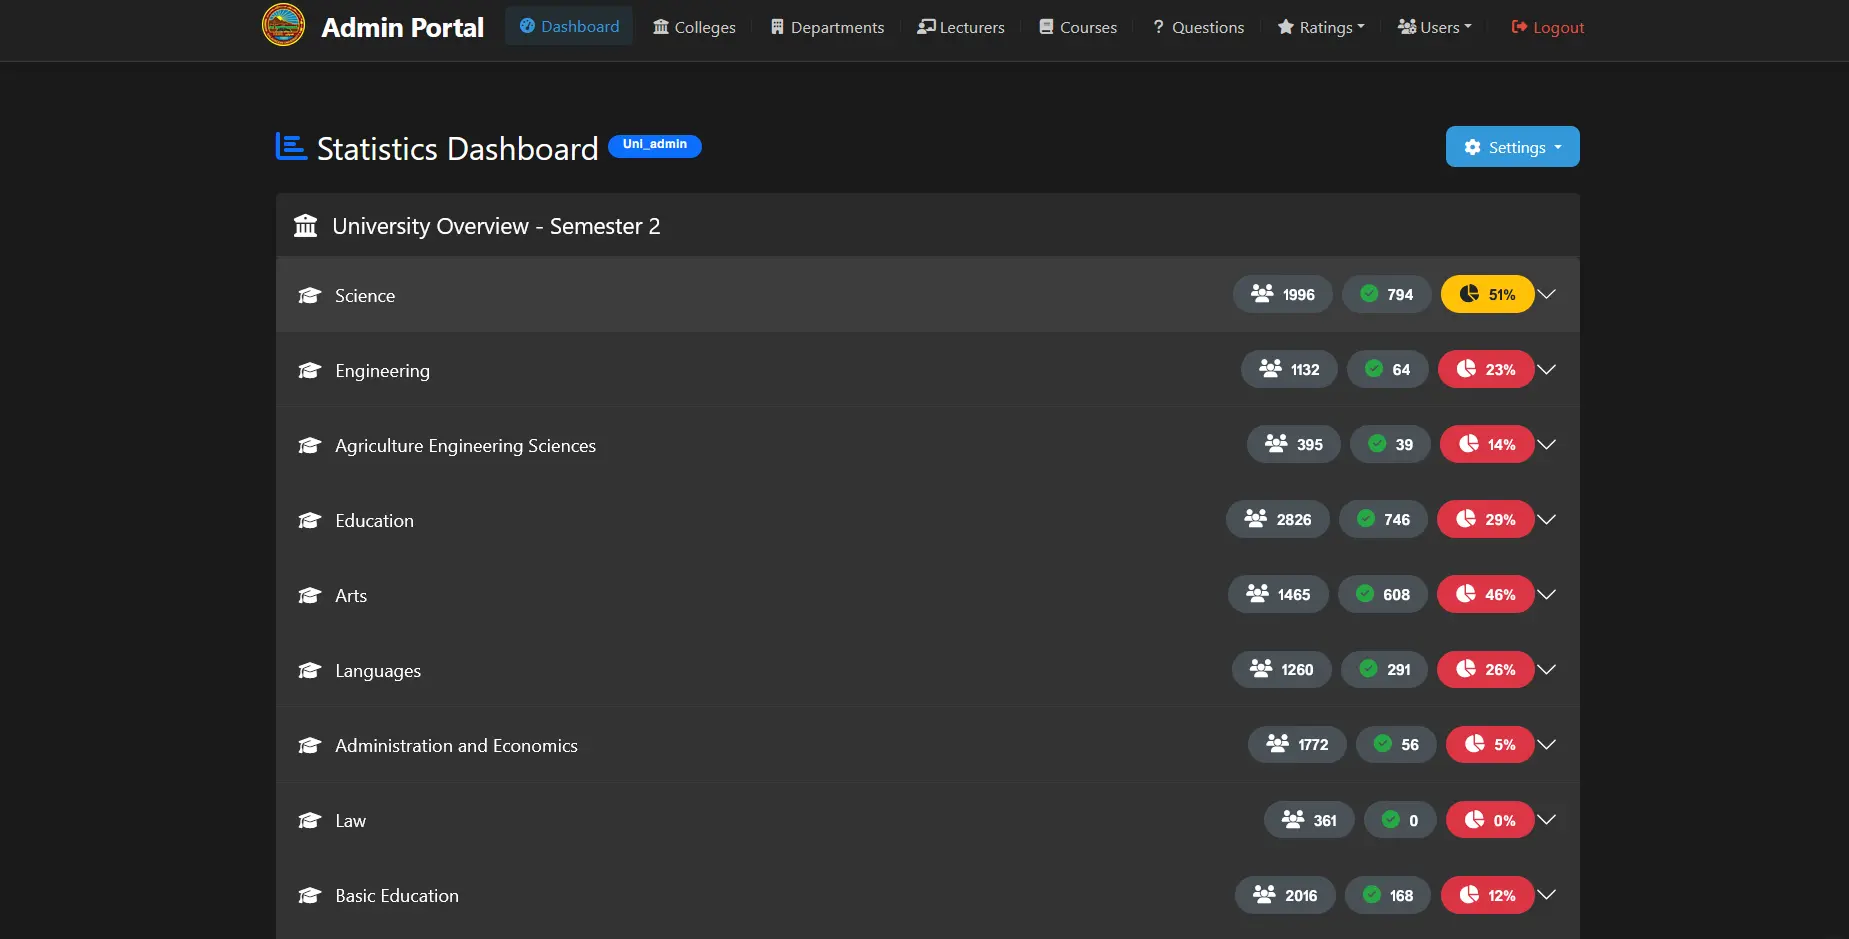 Admin Portal Dashboard Colleges Departments Lecturers Courses ? Questions Ratings Users Logout
Statistics Dashboard Uni_admin Settings
University Overview - Semester 2
Science 1996 794 51%
Engineering 1132 64 23%
Agriculture Engineering Sciences 395 39 14%
Education 2826 746 29%
Arts 1465 608 46%
Languages 1260 291 26%
Administration and Economics 1772 56 5%
Law 361 0 0%
Basic Education 2016 168 12%